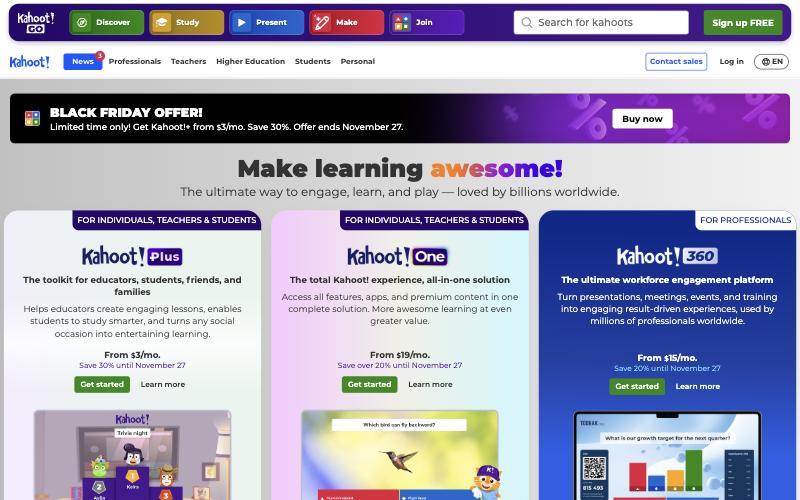 Kahoot!
GO
Discover
Study
Present
Make
Join
Search for kahoots
Sign up FREE
Kahoot!
News
3
Professionals
Teachers
Higher Education
Students
Personal
Contact sales
Log in
EN
BLACK FRIDAY OFFER!
Limited time only! Get Kahoot!+ from $3/mo. Save 30%. Offer ends November 27.
Buy now
Make learning awesome!
The ultimate way to engage, learn, and play — loved by billions worldwide.
FOR INDIVIDUALS, TEACHERS & STUDENTS
Kahoot! Plus
The toolkit for educators, students, friends, and
families
Helps educators create engaging lessons, enables
students to study smarter, and turns any social
occasion into entertaining learning.
From $3/mo.
Save 30% until November 27
Get started
Learn more
Kahoot!
Trivia night
Keira
2
1
3
FOR INDIVIDUALS, TEACHERS & STUDENTS
Kahoot! One
The total Kahoot! experience, all-in-one solution
Access all features, apps, and premium content in one
complete solution. More awesome learning at even
greater value.
From $19/mo.
Save over 20% until November 27
Get started
Learn more
Which bird can fly backward?
K!
FOR PROFESSIONALS
Kahoot! 360
The ultimate workforce engagement platform
Turn presentations, meetings, events, and training
into engaging result-driven experiences, used by
millions of professionals worldwide.
From $15/mo.
Save 20% until November 27
Get started
Learn more
What is our growth target for the next quarter?